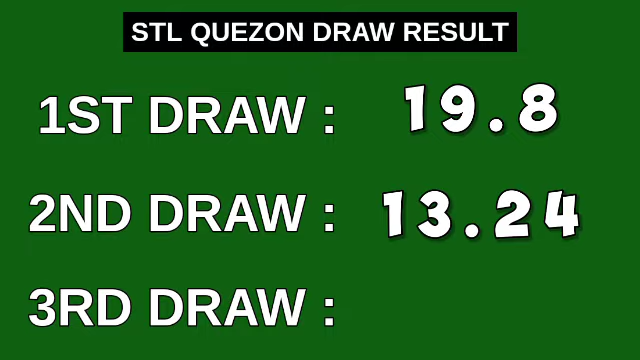 STL QUEZON DRAW RESULT
1ST DRAW : 19.8
2ND DRAW : 13.24
3RD DRAW :